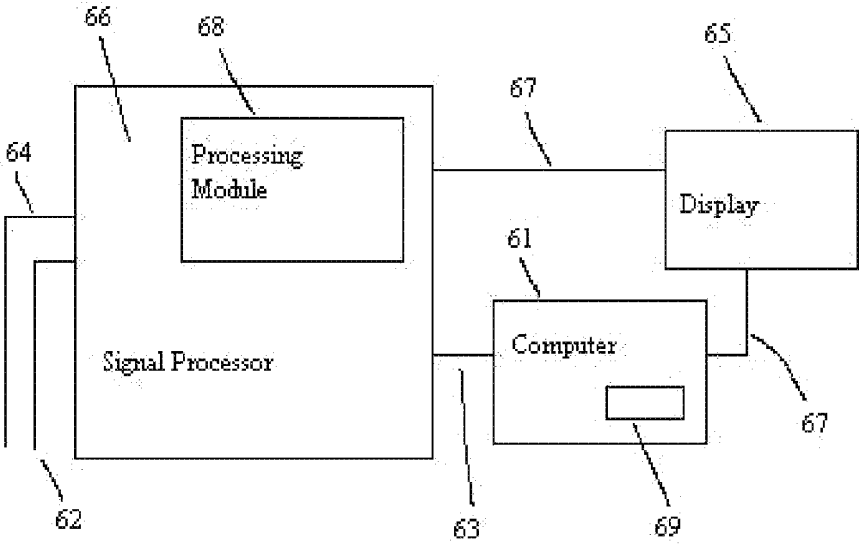 66
68
67
65
64
Processing
Module
Display
61
Computer
Signal Processor
67
62
63
69